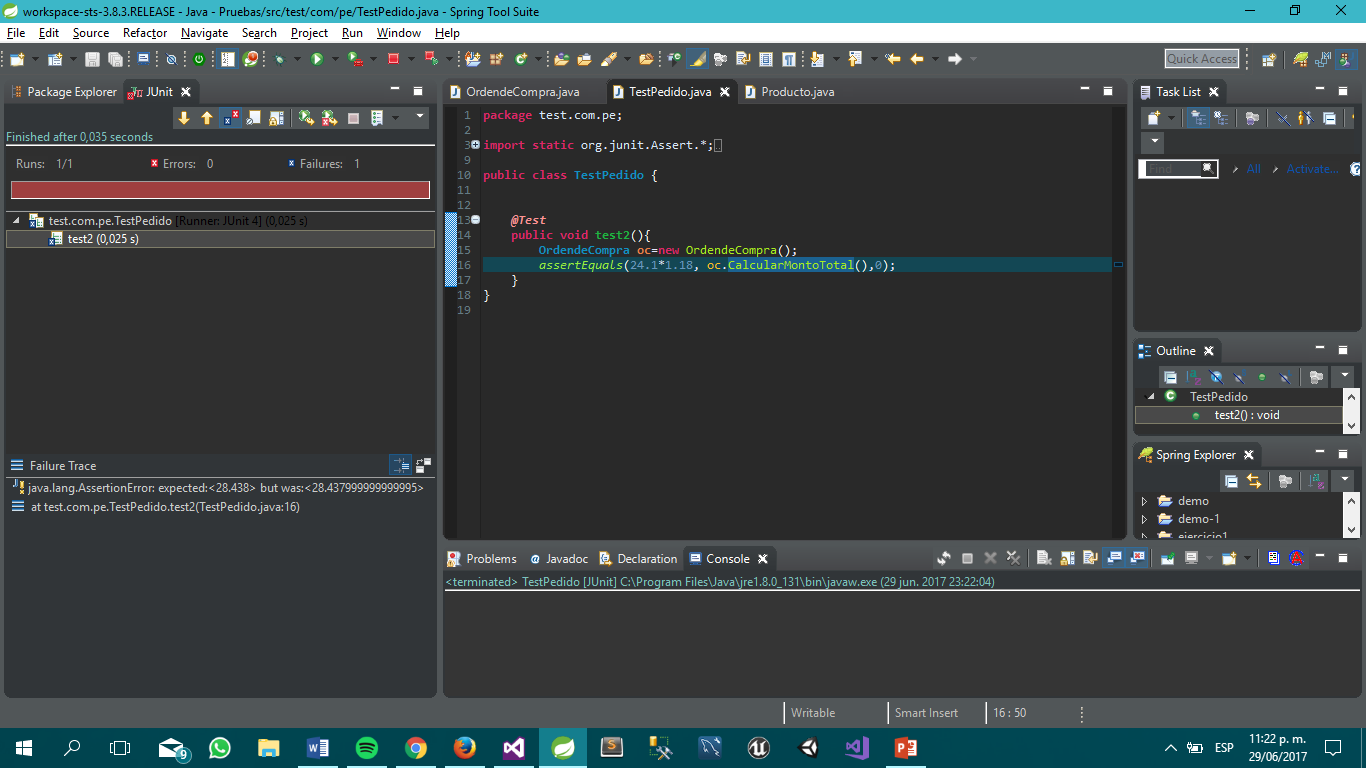 workspace-sts-3.8.3.RELEASE - Java - Pruebas/src/test/com/pe/TestPedido.java - Spring Tool Suite
File Edit Source Refactor Navigate Search Project Run Window Help
Quick Access
Package Explorer JUnit
Finished after 0,035 seconds
Runs: 1/1 Errors: 0 Failures: 1
test.com.pe.TestPedido [Runner: JUnit 4] (0,025 s)
test2 (0,025 s)
Failure Trace
java.lang.AssertionError: expected:<28.438> but was:<28.437999999999995>
at test.com.pe.TestPedido.test2(TestPedido.java:16)
OrdendeCompra.java TestPedido.java Producto.java
1 package test.com.pe;
2
3 import static org.junit.Assert.*;
9
10 public class TestPedido {
11
12
13 @Test
14 public void test2(){
15 OrdendeCompra oc=new OrdendeCompra();
16 assertEquals(24.1*1.18, oc.CalcularMontoTotal(),0);
17 }
18 }
19
Task List
Find All Activate...
Outline
TestPedido
test2() : void
Spring Explorer
demo
demo-1
ejercicio1
Problems Javadoc Declaration Console
<terminated> TestPedido [JUnit] C:\Program Files\Java\jre1.8.0_131\bin\javaw.exe (29 jun. 2017 23:22:04)
Writable Smart Insert 16 : 50
9
ESP
11:22 p. m.
29/06/2017